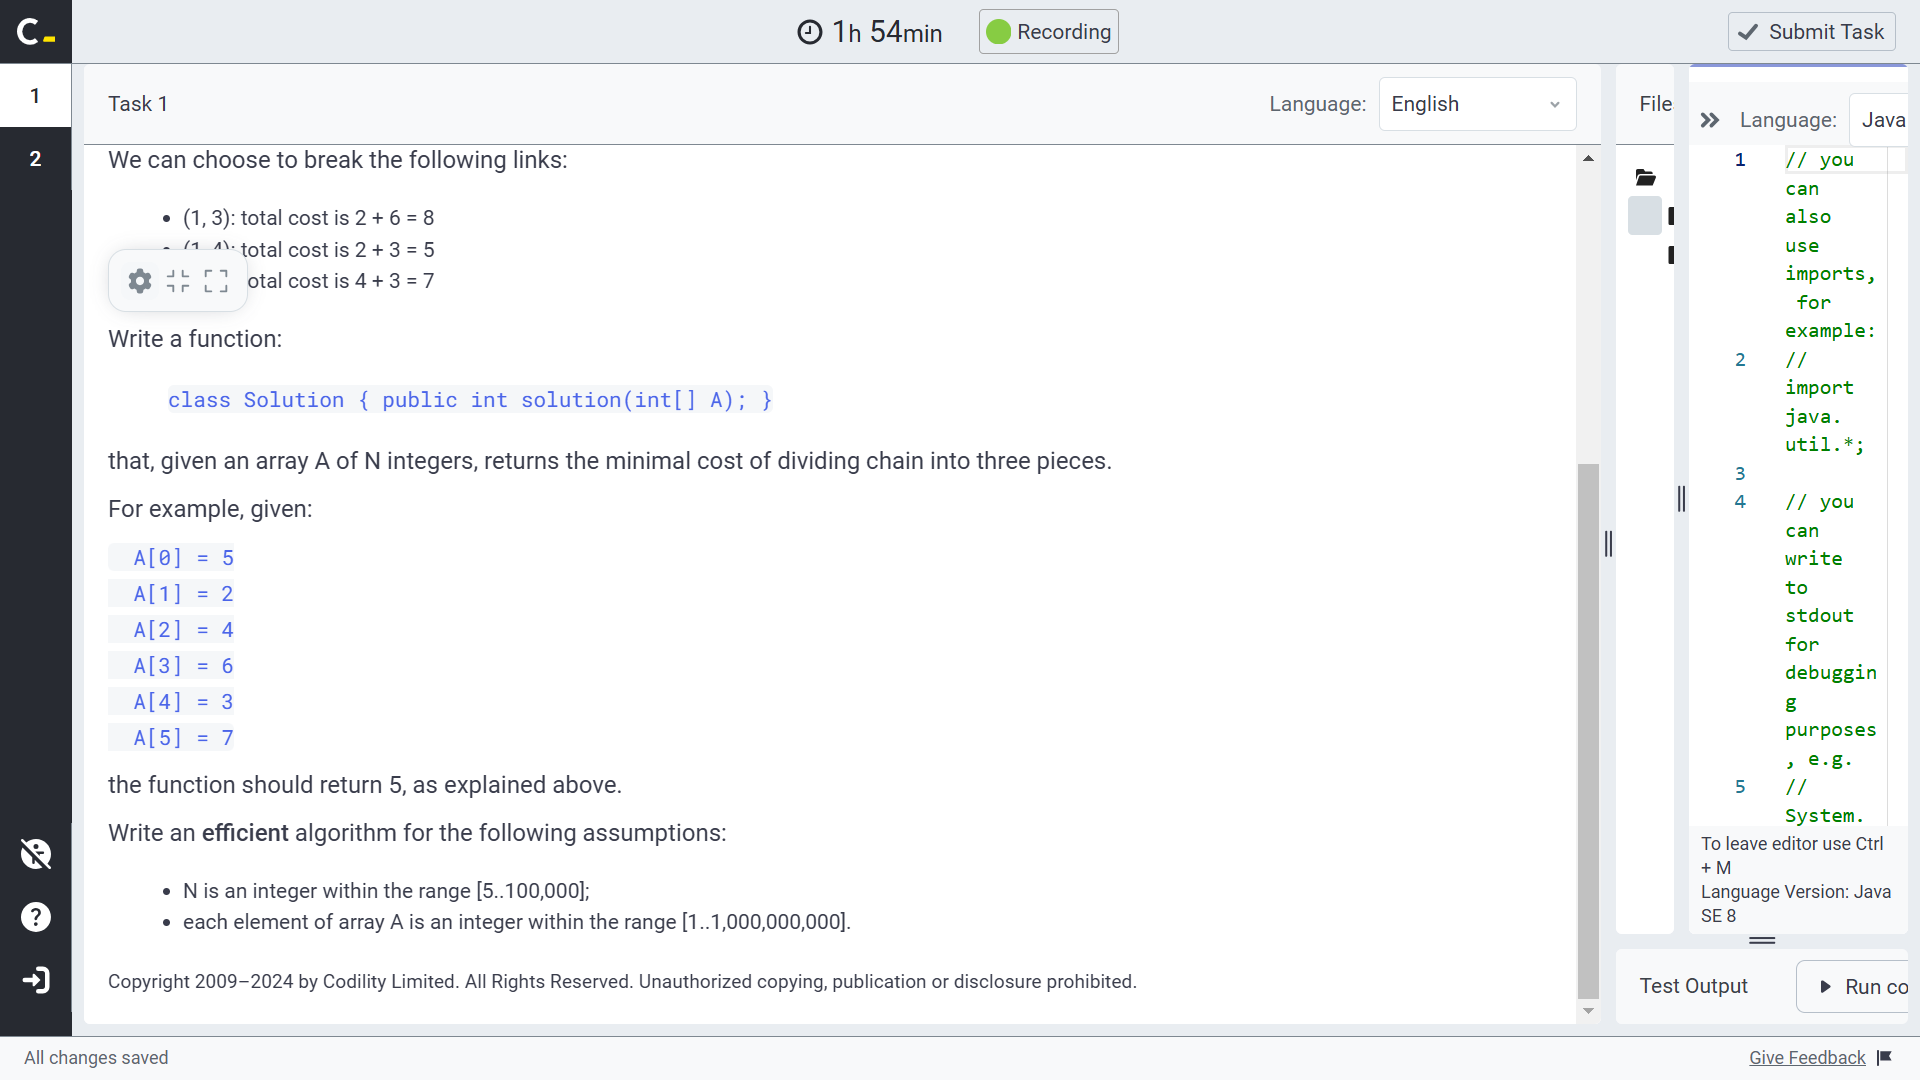 C_
1h 54min
Recording
Submit Task
1
2
Task 1
Language:
English
We can choose to break the following links:
(1, 3): total cost is 2 + 6 = 8
(1, 4): total cost is 2 + 3 = 5
otal cost is 4 + 3 = 7
Write a function:
class Solution { public int solution(int[] A); }
that, given an array A of N integers, returns the minimal cost of dividing chain into three pieces.
For example, given:
A[0] = 5
A[1] = 2
A[2] = 4
A[3] = 6
A[4] = 3
A[5] = 7
the function should return 5, as explained above.
Write an efficient algorithm for the following assumptions:
N is an integer within the range [5..100,000];
each element of array A is an integer within the range [1..1,000,000,000].
Copyright 2009–2024 by Codility Limited. All Rights Reserved. Unauthorized copying, publication or disclosure prohibited.
File
Language:
Java
1 // you
can
also
use
imports,
for
example:
2 //
import
java.
util.*;
3
4 // you
can
write
to
stdout
for
debuggin
g
purposes
, e.g.
5 //
System.
To leave editor use Ctrl
+ M
Language Version: Java
SE 8
Test Output
Run co
All changes saved
Give Feedback